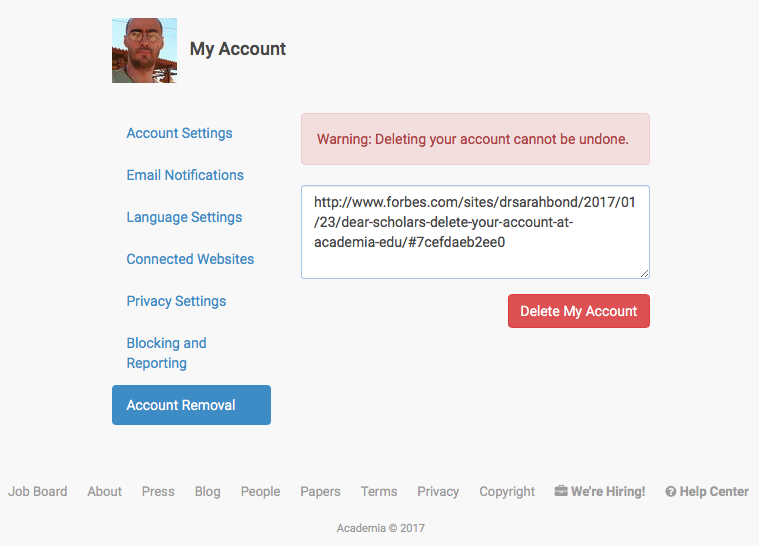 My Account
Account Settings
Email Notifications
Language Settings
Connected Websites
Privacy Settings
Blocking and
Reporting
Account Removal
Warning: Deleting your account cannot be undone.
http://www.forbes.com/sites/drsarahbond/2017/01
/23/dear-scholars-delete-your-account-at-
academia-edu/#7cefdaeb2ee0
Delete My Account
Job Board About Press Blog People Papers Terms Privacy Copyright We're Hiring! Help Center
Academia © 2017